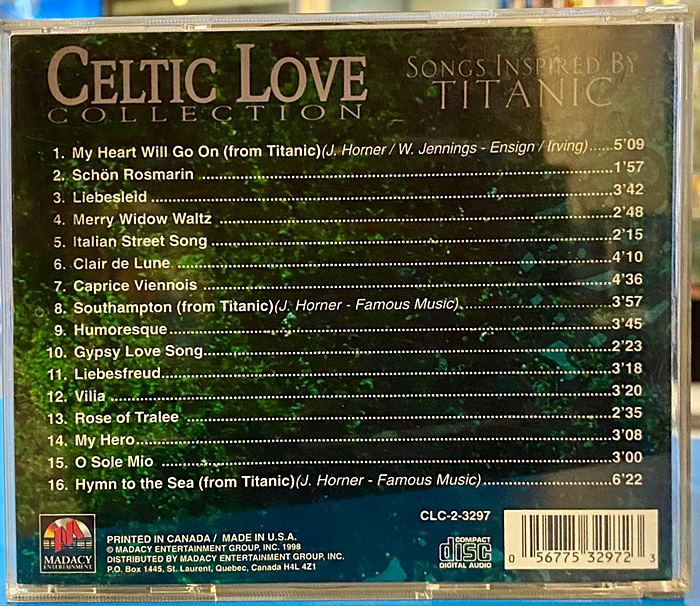 CELTIC LOVE
COLLECTION
SONGS INSPIRED BY
TITANIC
1. My Heart Will Go On (from Titanic)(J. Horner / W. Jennings - Ensign / Irving)......5'09
2. Schön Rosmarin ..........1'57
3. Liebesleid..........3'42
4. Merry Widow Waltz ..........2'48
5. Italian Street Song ..........2'15
6. Clair de Lune ..........4'10
7. Caprice Viennois ..........4'36
8. Southampton (from Titanic)(J. Horner - Famous Music)..........3'57
9. Humoresque..........3'45
10. Gypsy Love Song..........2'23
11. Liebesfreud..........3'18
12. Vilia ..........3'20
13. Rose of Tralee ..........2'35
14. My Hero..........3'08
15. O Sole Mio ..........3'00
16. Hymn to the Sea (from Titanic)(J. Horner - Famous Music)..........6'22
CLC-2-3297
MADACY
ENTERTAINMENT
PRINTED IN CANADA / MADE IN U.S.A.
© MADACY ENTERTAINMENT GROUP, INC. 1998
DISTRIBUTED BY MADACY ENTERTAINMENT GROUP, INC.
P.O. Box 1445, St. Laurent, Quebec, Canada H4L 4Z1
COMPACT
disc
DIGITAL AUDIO
0 56775 32972 3